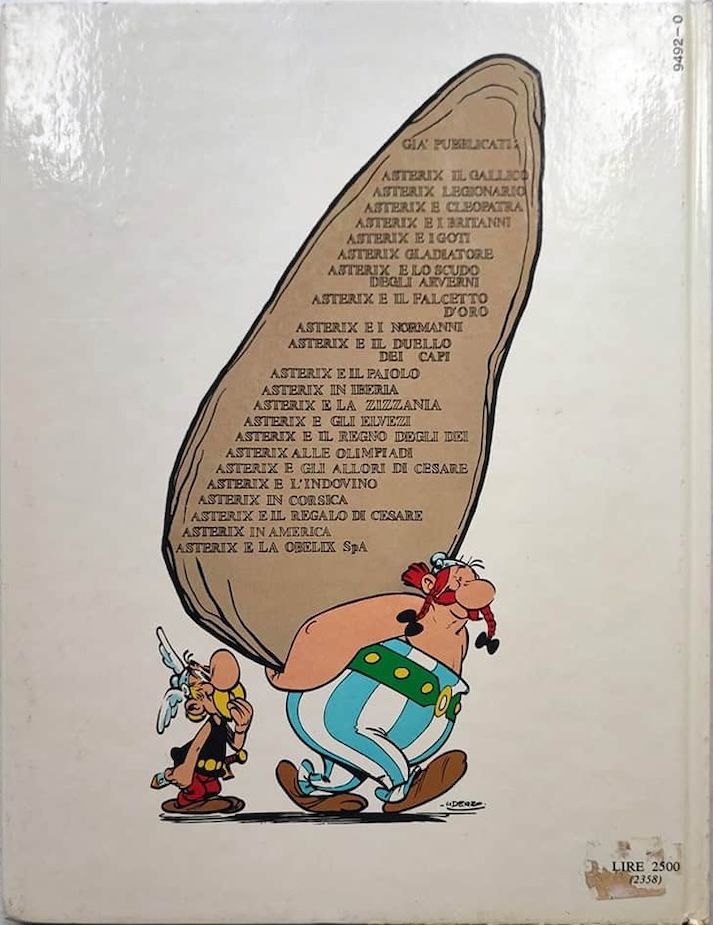 9492-0
GIA' PUBBLICATI:
ASTERIX IL GALLICO
ASTERIX LEGIONARIO
ASTERIX E CLEOPATRA
ASTERIX E I BRITANNI
ASTERIX E I GOTI
ASTERIX GLADIATORE
ASTERIX E LO SCUDO
DEGLI ARVERNI
ASTERIX E IL FALCETTO
D'ORO
ASTERIX E I NORMANNI
ASTERIX E IL DUELLO
DEI CAPI
ASTERIX E IL PAIOLO
ASTERIX IN IBERIA
ASTERIX E LA ZIZZANIA
ASTERIX E GLI ELVEZI
ASTERIX E IL REGNO DEGLI DEI
ASTERIX ALLE OLIMPIADI
ASTERIX E GLI ALLORI DI CESARE
ASTERIX E L'INDOVINO
ASTERIX IN CORSICA
ASTERIX E IL REGALO DI CESARE
ASTERIX IN AMERICA
ASTERIX E LA OBELIX SpA
-UDERZO-
LIRE 2500
(2358)